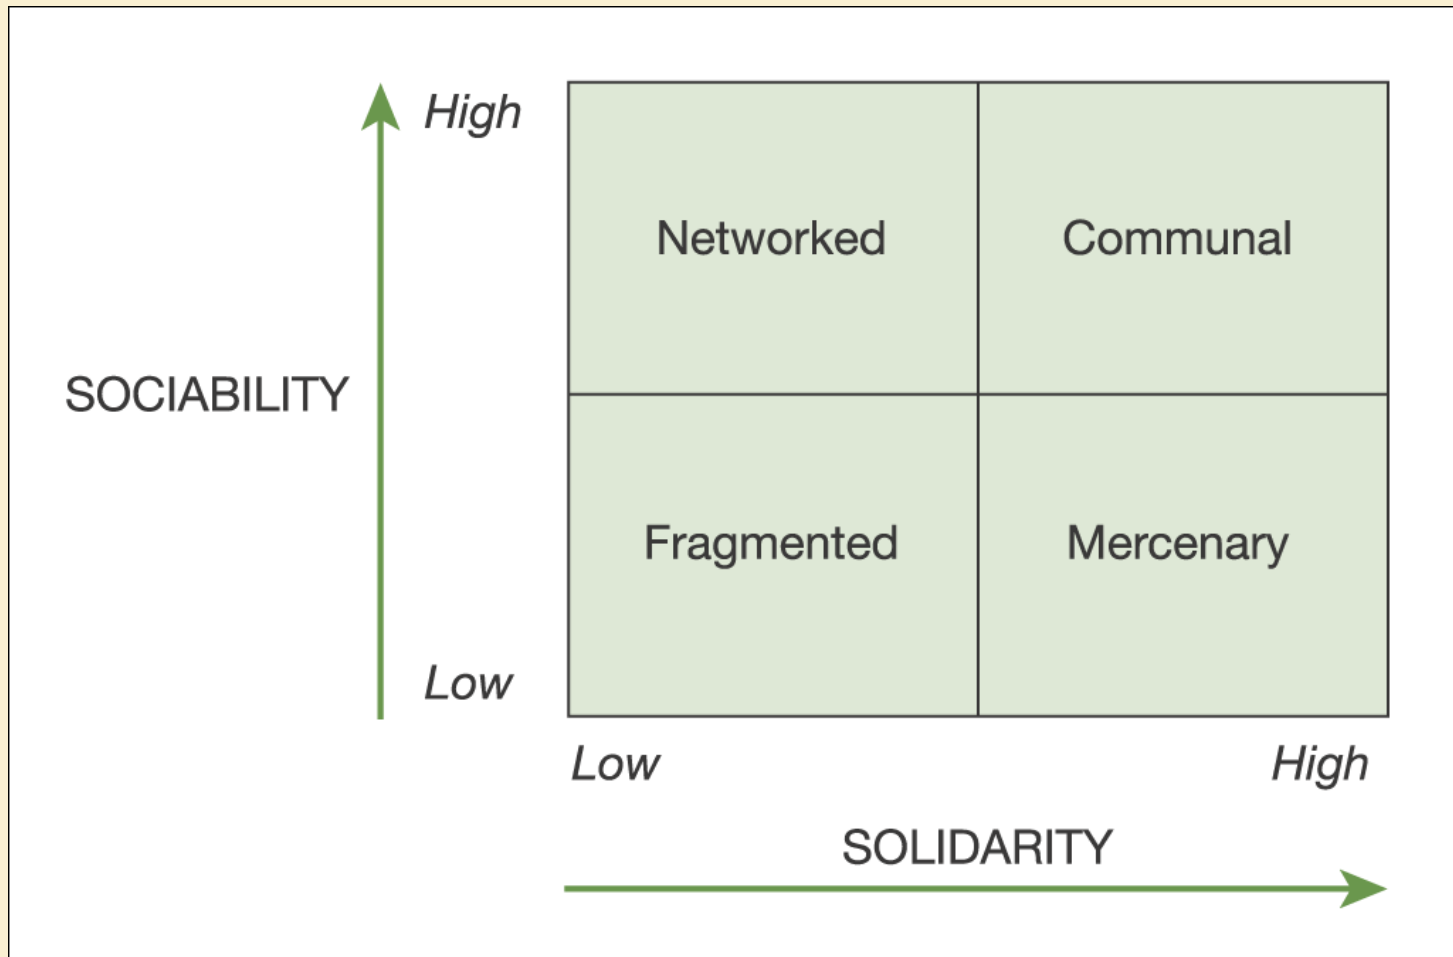 High
Networked
Communal
SOCIABILITY
Fragmented
Mercenary
Low
Low
High
SOLIDARITY